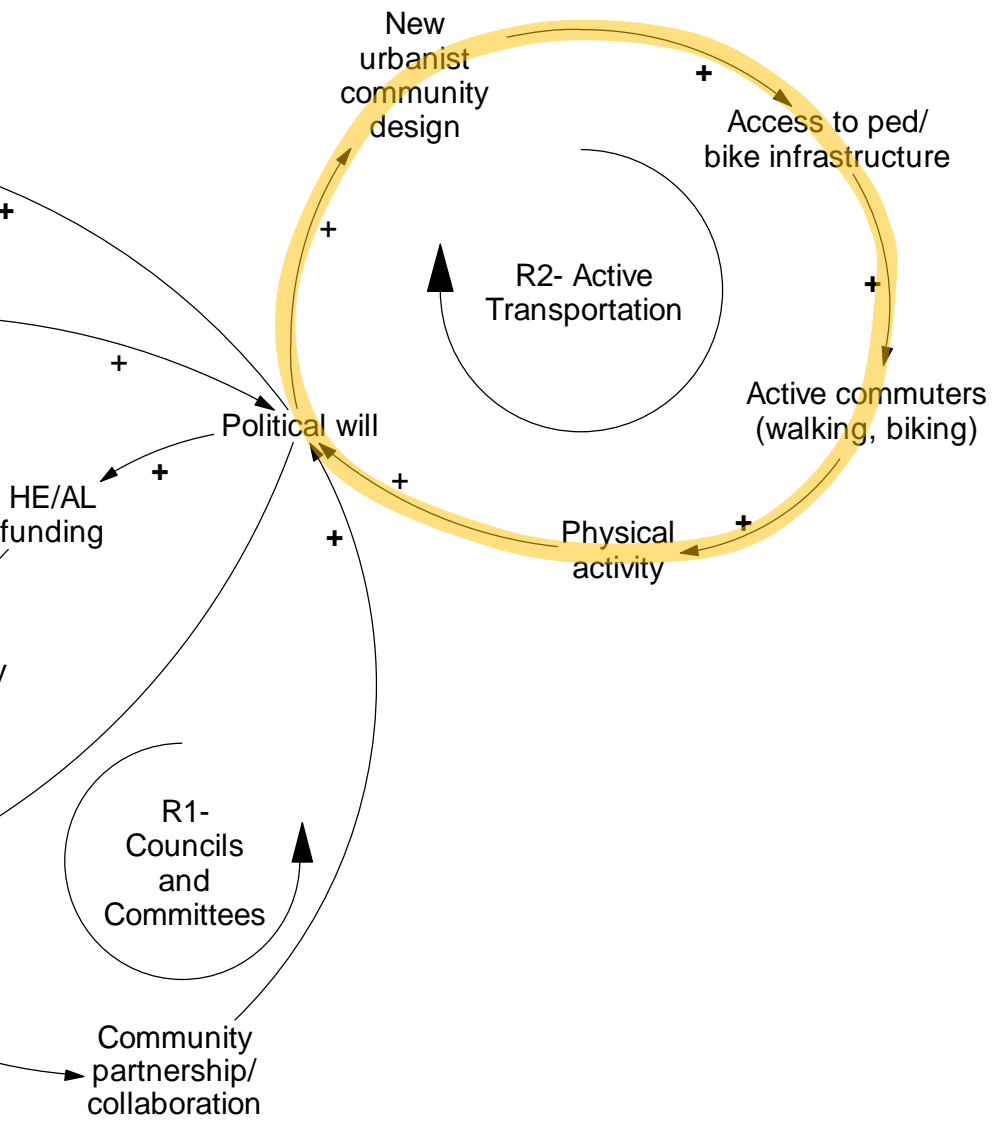 New
urbanist
community
design
+
Access to ped/
bike infrastructure
+
+
+
R2- Active
Transportation
+
+
Active commuters
(walking, biking)
Political will
+
+
HE/AL
funding
+
+
Physical
activity
y
R1-
Councils
and
Committees
Community
partnership/
collaboration